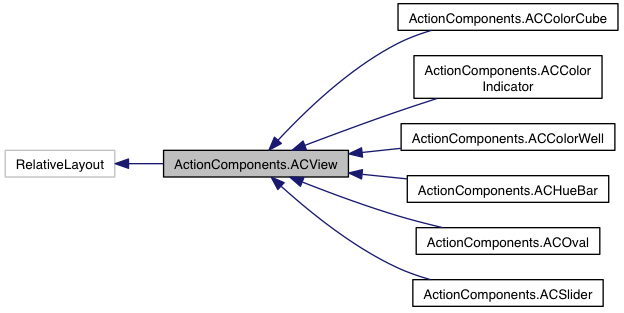 ActionComponents.ACColorCube
ActionComponents.ACColor
Indicator
ActionComponents.ACColorWell
RelativeLayout
ActionComponents.ACView
ActionComponents.ACHueBar
ActionComponents.ACOval
ActionComponents.ACSlider